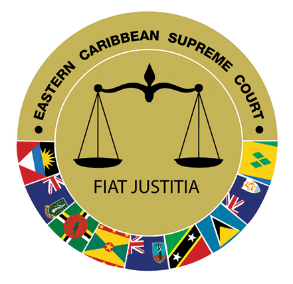 • EASTERN CARIBBEAN SUPREME COURT •
FIAT JUSTITIA